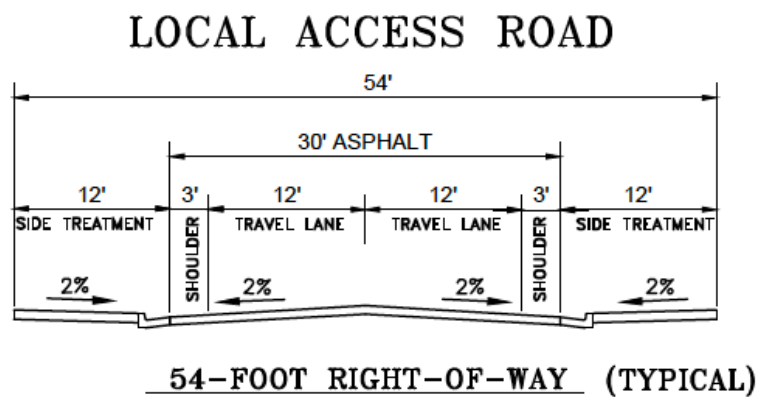 LOCAL ACCESS ROAD
54'
30' ASPHALT
12' 3' 12' 12' 3' 12'
SIDE TREATMENT SHOULDER TRAVEL LANE TRAVEL LANE SHOULDER SIDE TREATMENT
2% 2% 2% 2%
54-FOOT RIGHT-OF-WAY (TYPICAL)